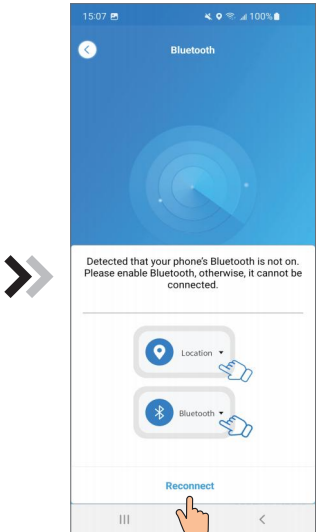 15:07 100%
Bluetooth
Detected that your phone's Bluetooth is not on.
Please enable Bluetooth, otherwise, it cannot be
connected.
Location
Bluetooth
Reconnect